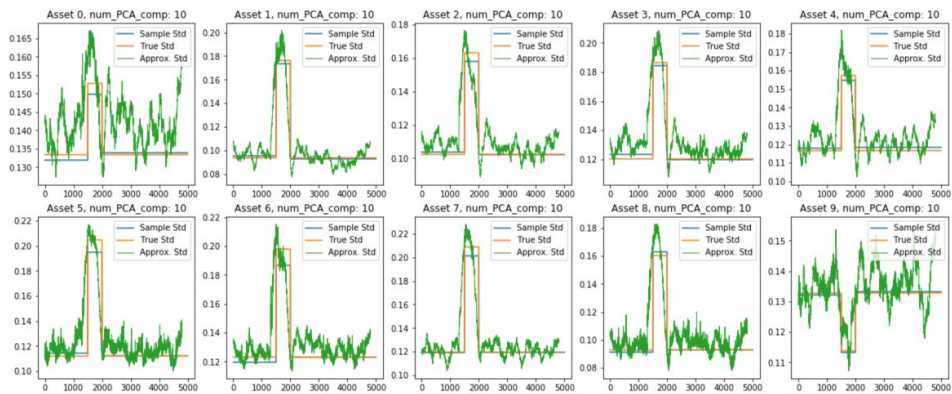 Asset 0, num_PCA_comp: 10
Sample Std
True Std
Approx. Std
0.165
0.160
0.155
0.150
0.145
0.140
0.135
0.130
0 1000 2000 3000 4000 5000
Asset 1, num_PCA_comp: 10
Sample Std
True Std
Approx. Std
0.20
0.18
0.16
0.14
0.12
0.10
0.08
0 1000 2000 3000 4000 5000
Asset 2, num_PCA_comp: 10
Sample Std
True Std
Approx. Std
0.18
0.16
0.14
0.12
0.10
0 1000 2000 3000 4000 5000
Asset 3, num_PCA_comp: 10
Sample Std
True Std
Approx. Std
0.20
0.18
0.16
0.14
0.12
0 1000 2000 3000 4000 5000
Asset 4, num_PCA_comp: 10
Sample Std
True Std
Approx. Std
0.18
0.17
0.16
0.15
0.14
0.13
0.12
0.11
0.10
0 1000 2000 3000 4000 5000
Asset 5, num_PCA_comp: 10
Sample Std
True Std
Approx. Std
0.22
0.20
0.18
0.16
0.14
0.12
0.10
0 1000 2000 3000 4000 5000
Asset 6, num_PCA_comp: 10
Sample Std
True Std
Approx. Std
0.22
0.20
0.18
0.16
0.14
0.12
0 1000 2000 3000 4000 5000
Asset 7, num_PCA_comp: 10
Sample Std
True Std
Approx. Std
0.22
0.20
0.18
0.16
0.14
0.12
0.10
0 1000 2000 3000 4000 5000
Asset 8, num_PCA_comp: 10
Sample Std
True Std
Approx. Std
0.18
0.16
0.14
0.12
0.10
0.08
0 1000 2000 3000 4000 5000
Asset 9, num_PCA_comp: 10
Sample Std
True Std
Approx. Std
0.15
0.14
0.13
0.12
0.11
0 1000 2000 3000 4000 5000